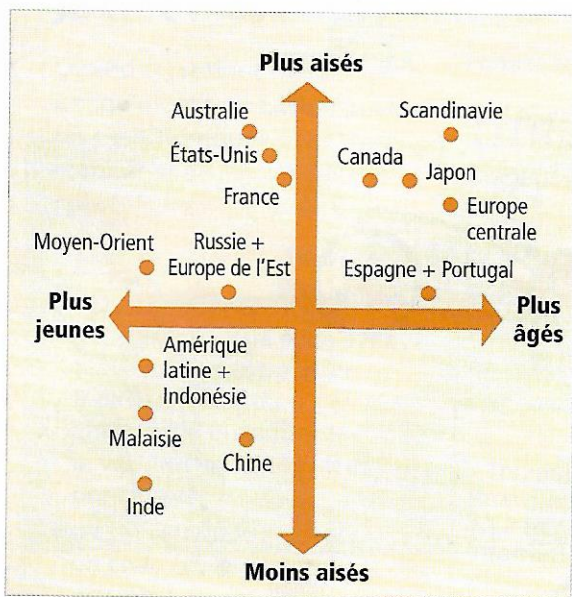 Plus aisés
Australie
Scandinavie
États-Unis
Canada
Japon
France
Europe
centrale
Moyen-Orient
Russie +
Europe de l'Est
Espagne + Portugal
Plus
jeunes
Plus
âgés
Amérique
latine +
Indonésie
Malaisie
Chine
Inde
Moins aisés